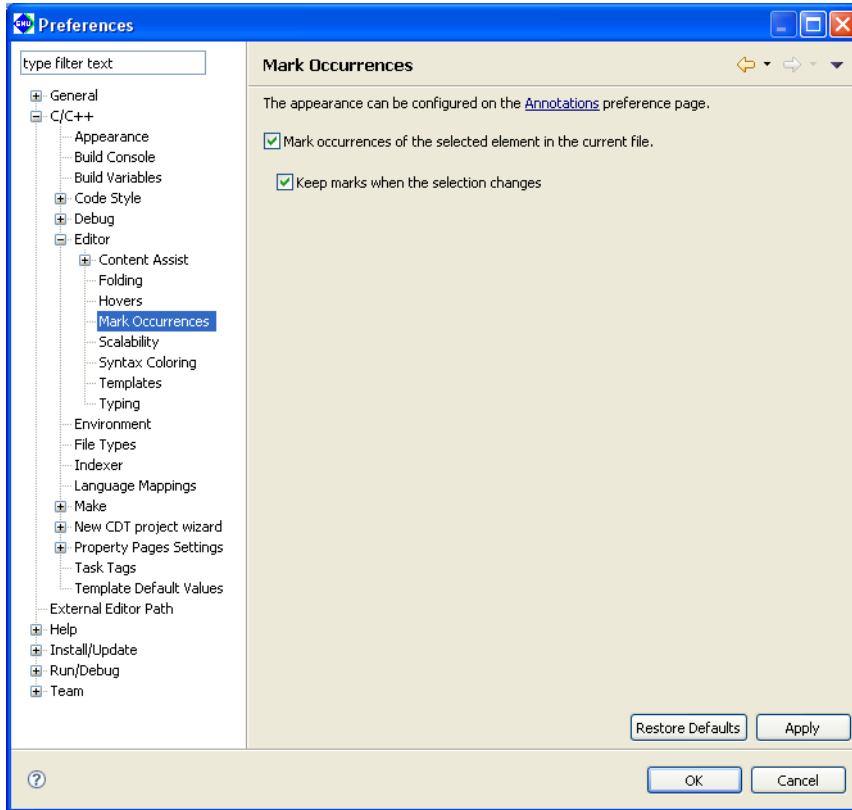 Preferences
type filter text
General
C/C++
Appearance
Build Console
Build Variables
Code Style
Debug
Editor
Content Assist
Folding
Hovers
Mark Occurrences
Scalability
Syntax Coloring
Templates
Typing
Environment
File Types
Indexer
Language Mappings
Make
New CDT project wizard
Property Pages Settings
Task Tags
Template Default Values
External Editor Path
Help
Install/Update
Run/Debug
Team
Mark Occurrences
The appearance can be configured on the Annotations preference page.
Mark occurrences of the selected element in the current file.
Keep marks when the selection changes
Restore Defaults
Apply
OK
Cancel